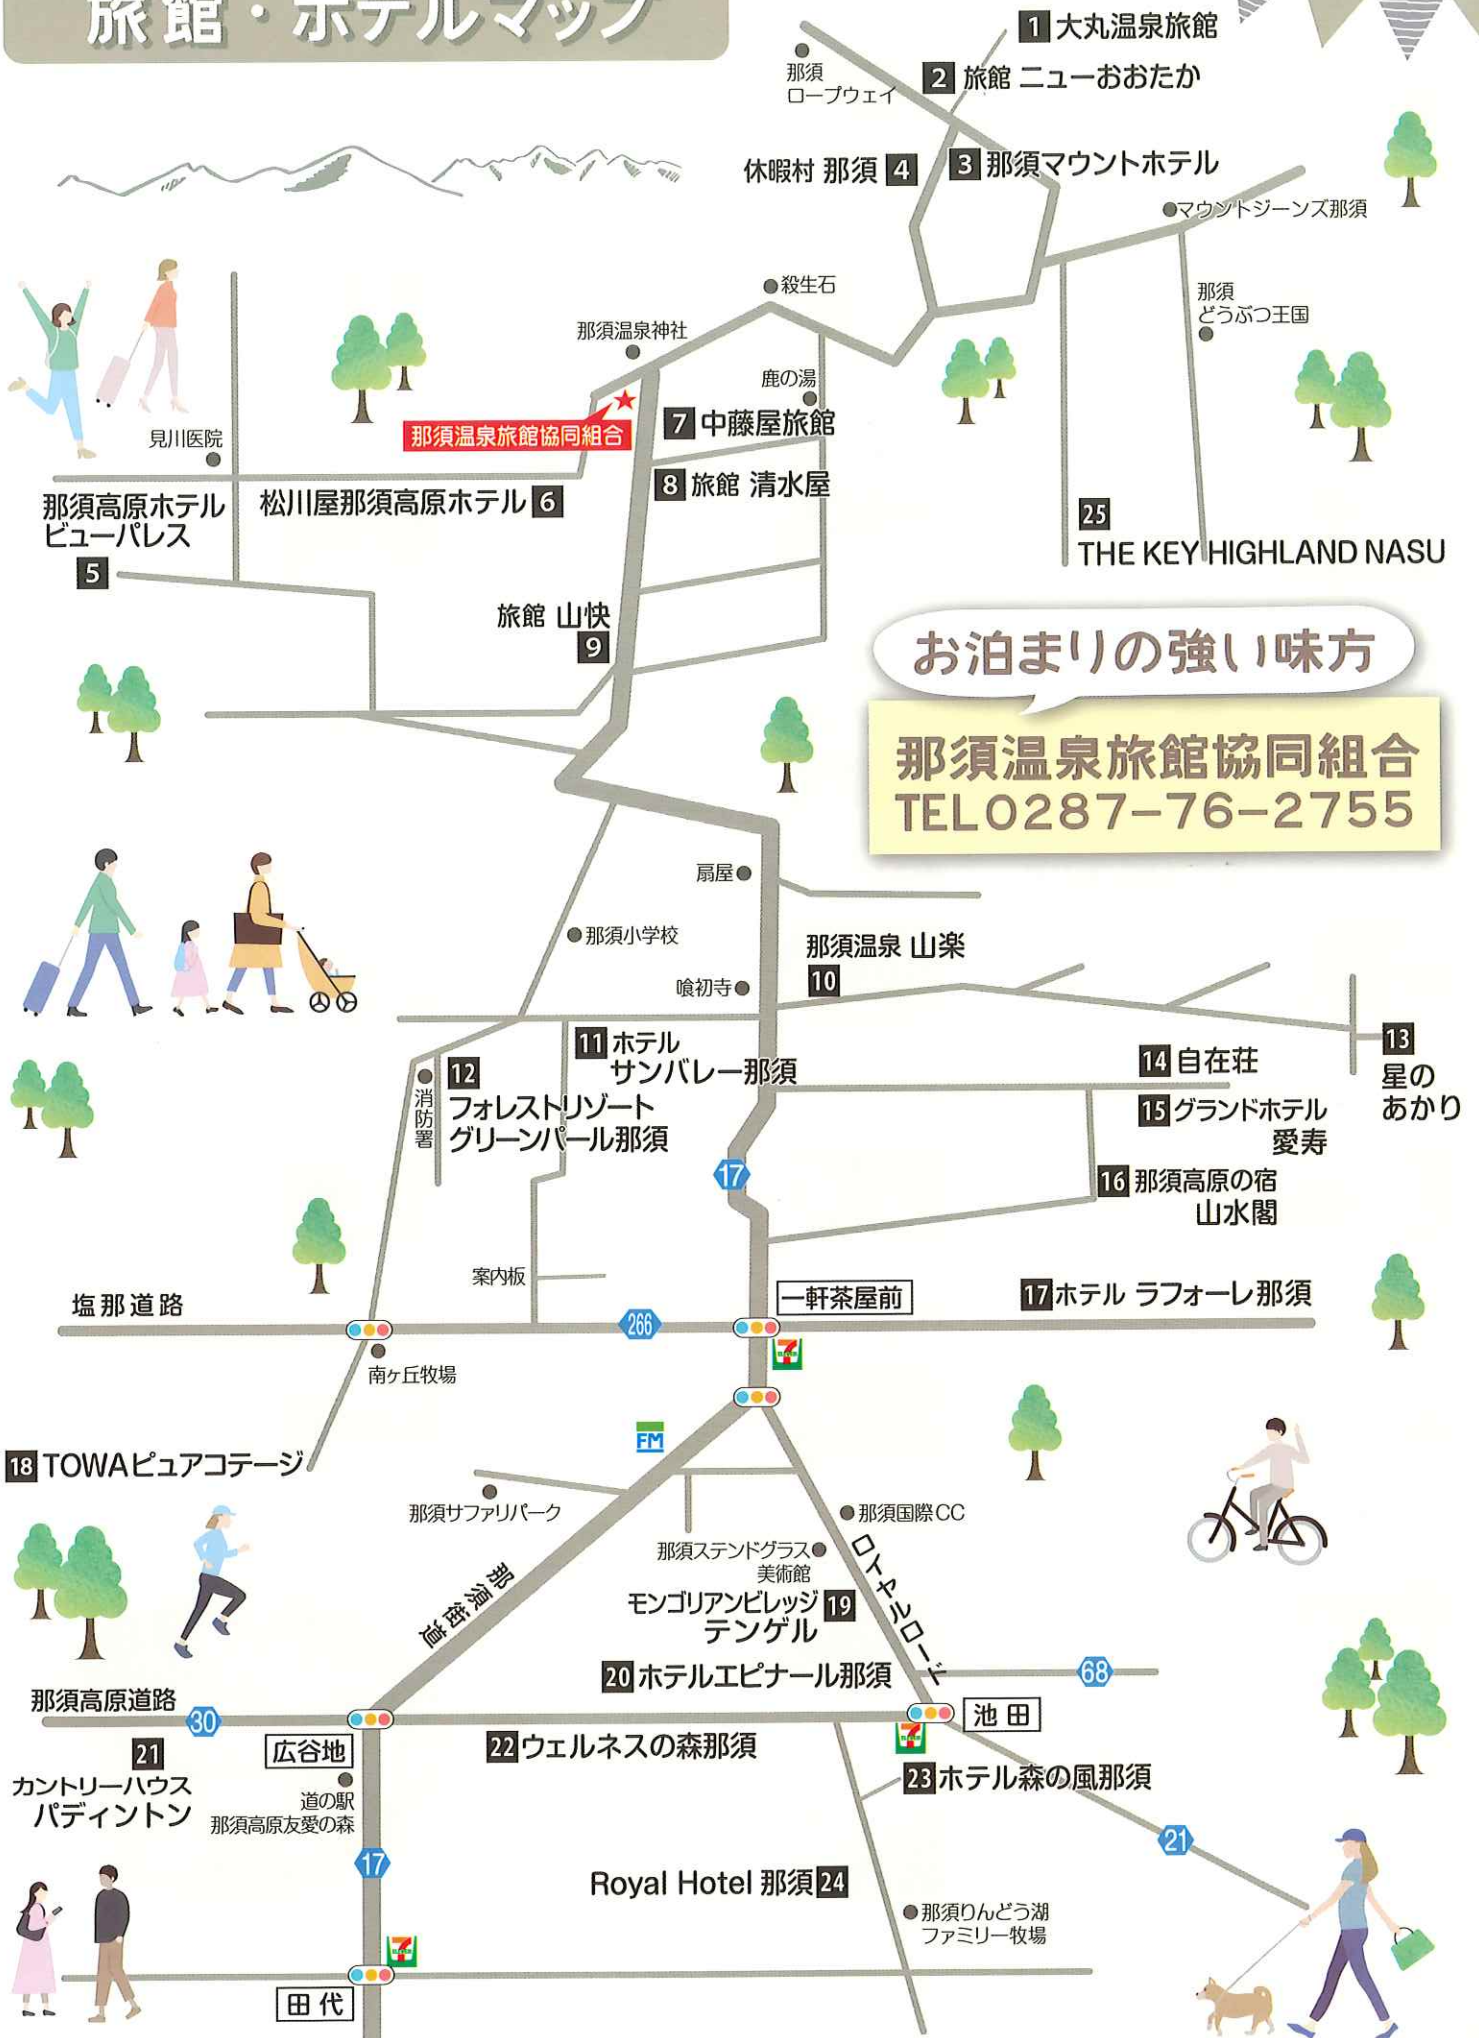 旅館・ホテルマップ
1 大丸温泉旅館
那須
ロープウェイ
2 旅館 ニューおおたか
休暇村 那須 4
3 那須マウントホテル
マウントジーンズ那須
殺生石
那須
どうぶつ王国
那須温泉神社
鹿の湯
那須温泉旅館協同組合
7 中藤屋旅館
見川医院
8 旅館 清水屋
那須高原ホテル
ビューパレス
5
松川屋那須高原ホテル 6
25
THE KEY HIGHLAND NASU
旅館 山快
9
お泊まりの強い味方
那須温泉旅館協同組合
TEL0287-76-2755
扇屋
那須小学校
那須温泉 山楽
10
喰初寺
11 ホテル
サンバレー那須
12
フォレストリゾート
グリーンパール那須
消防署
13
星の
あかり
14 自在荘
15 グランドホテル
愛寿
17
16 那須高原の宿
山水閣
案内板
塩那道路
266
一軒茶屋前
17 ホテル ラフォーレ那須
7
南ヶ丘牧場
FM
18 TOWAピュアコテージ
那須サファリパーク
那須国際CC
那須ステンドグラス
美術館
那須街道
ロイヤルロード
モンゴリアンビレッジ
テンゲル
19
20 ホテルエピナール那須
68
那須高原道路
30
池田
7
21
カントリーハウス
パディントン
広谷地
22 ウェルネスの森那須
道の駅
那須高原友愛の森
23 ホテル森の風那須
21
17
Royal Hotel 那須 24
那須りんどう湖
ファミリー牧場
7
田代